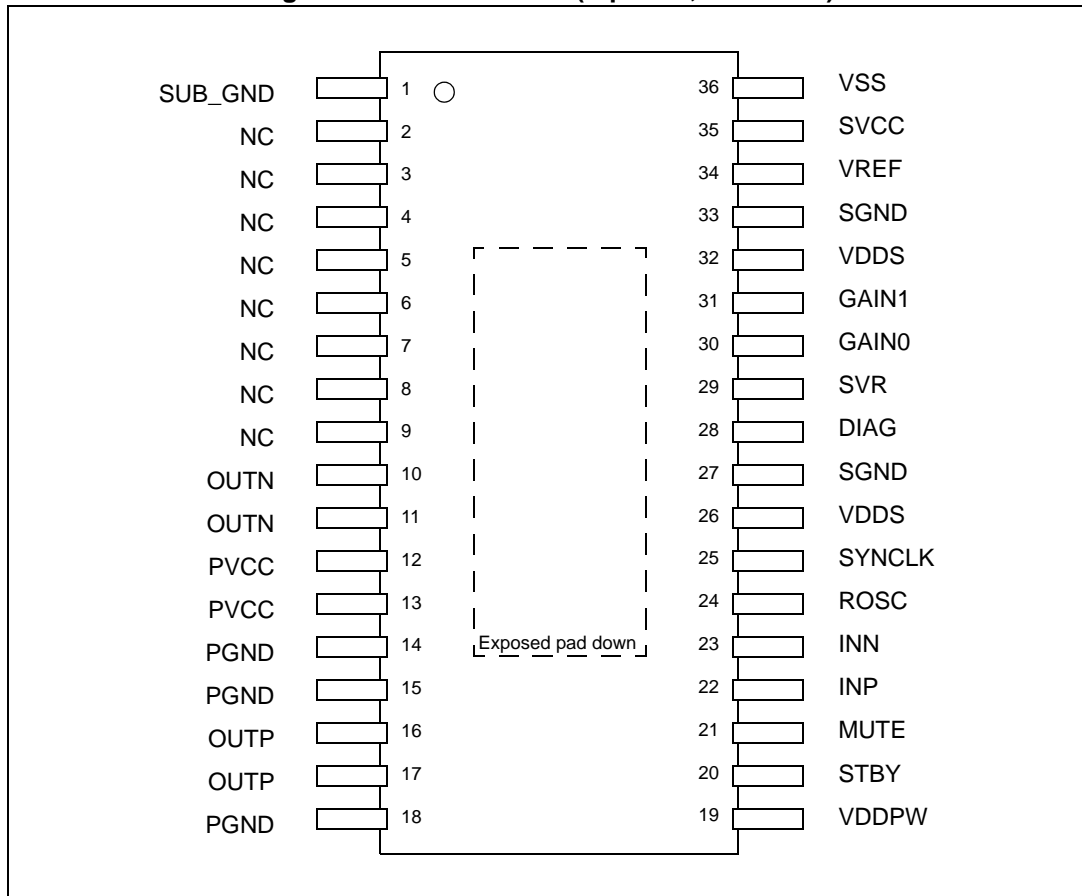 SUB_GND 1 36 VSS
NC 2 35 SVCC
NC 3 34 VREF
NC 4 33 SGND
NC 5 32 VDDS
NC 6 31 GAIN1
NC 7 30 GAIN0
NC 8 29 SVR
NC 9 28 DIAG
OUTN 10 27 SGND
OUTN 11 26 VDDS
PVCC 12 25 SYNCLK
PVCC 13 24 ROSC
PGND 14 Exposed pad down 23 INN
PGND 15 22 INP
OUTP 16 21 MUTE
OUTP 17 20 STBY
PGND 18 19 VDDPW